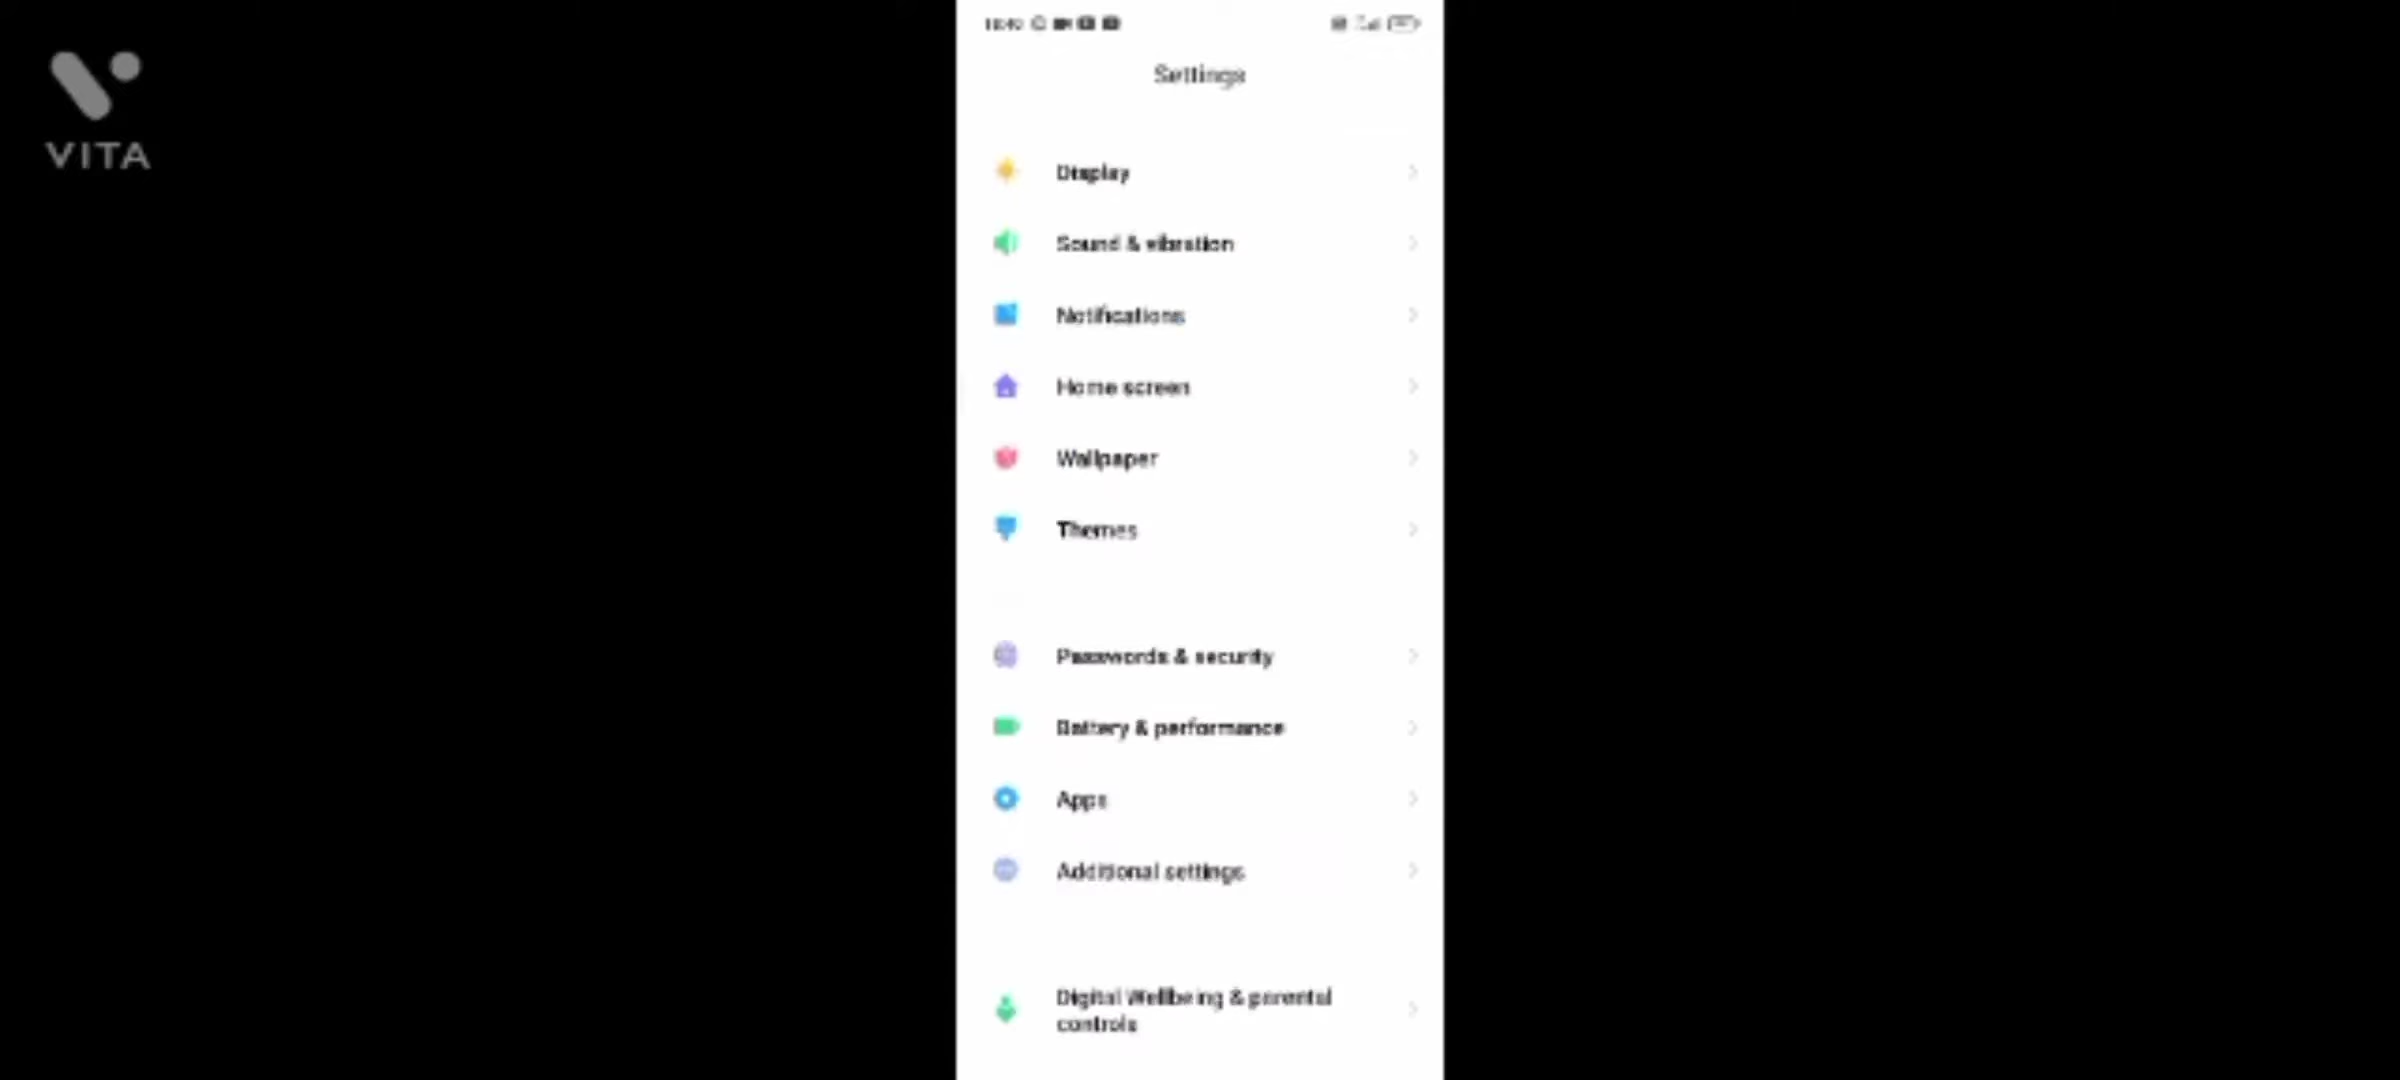 VITA
Settings
Display
Sound & vibration
Notifications
Home screen
Wallpaper
Themes
Passwords & security
Battery & performance
Apps
Additional settings
Digital Wellbeing & parental
controls